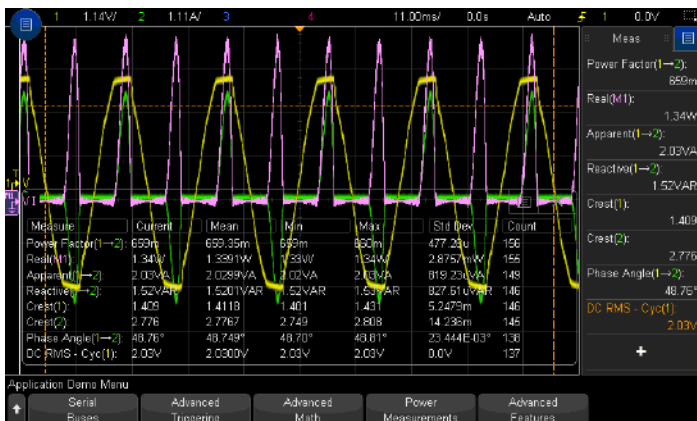 1 1.14V/ 2 1.11A/ 3 4 11.00ms/ 0.0s Auto 1 0.0V
Meas
Power Factor(1→2):
659m
Real(M1):
1.34W
Apparent(1→2):
2.03VA
Reactive(1→2):
1.52VAR
Crest(1):
1.409
Crest(2):
2.776
Phase Angle(1→2):
48.76°
DC RMS - Cyc(1):
2.03V
Measure Current Mean Min Max Std Dev Count
Power Factor(1→2): 659m 659.35m 659m 660m 477.23u 156
Real(M1): 1.34W 1.3391W 1.33W 1.34W 2.8757mW 155
Apparent(1→2): 2.03VA 2.0299VA 2.02VA 2.03VA 819.23uVA 149
Reactive(1→2): 1.52VAR 1.5201VAR 1.52VAR 1.53VAR 827.61uVAR 146
Crest(1): 1.409 1.4118 1.401 1.431 5.2479m 146
Crest(2): 2.776 2.7767 2.749 2.808 14.236m 145
Phase Angle(1→2): 48.76° 48.749° 48.70° 48.81° 23.444E-03° 138
DC RMS - Cyc(1): 2.03V 2.0300V 2.03V 2.03V 0.0V 137
Application Demo Menu
Serial Buses
Advanced Triggering
Advanced Math
Power Measurements
Advanced Features